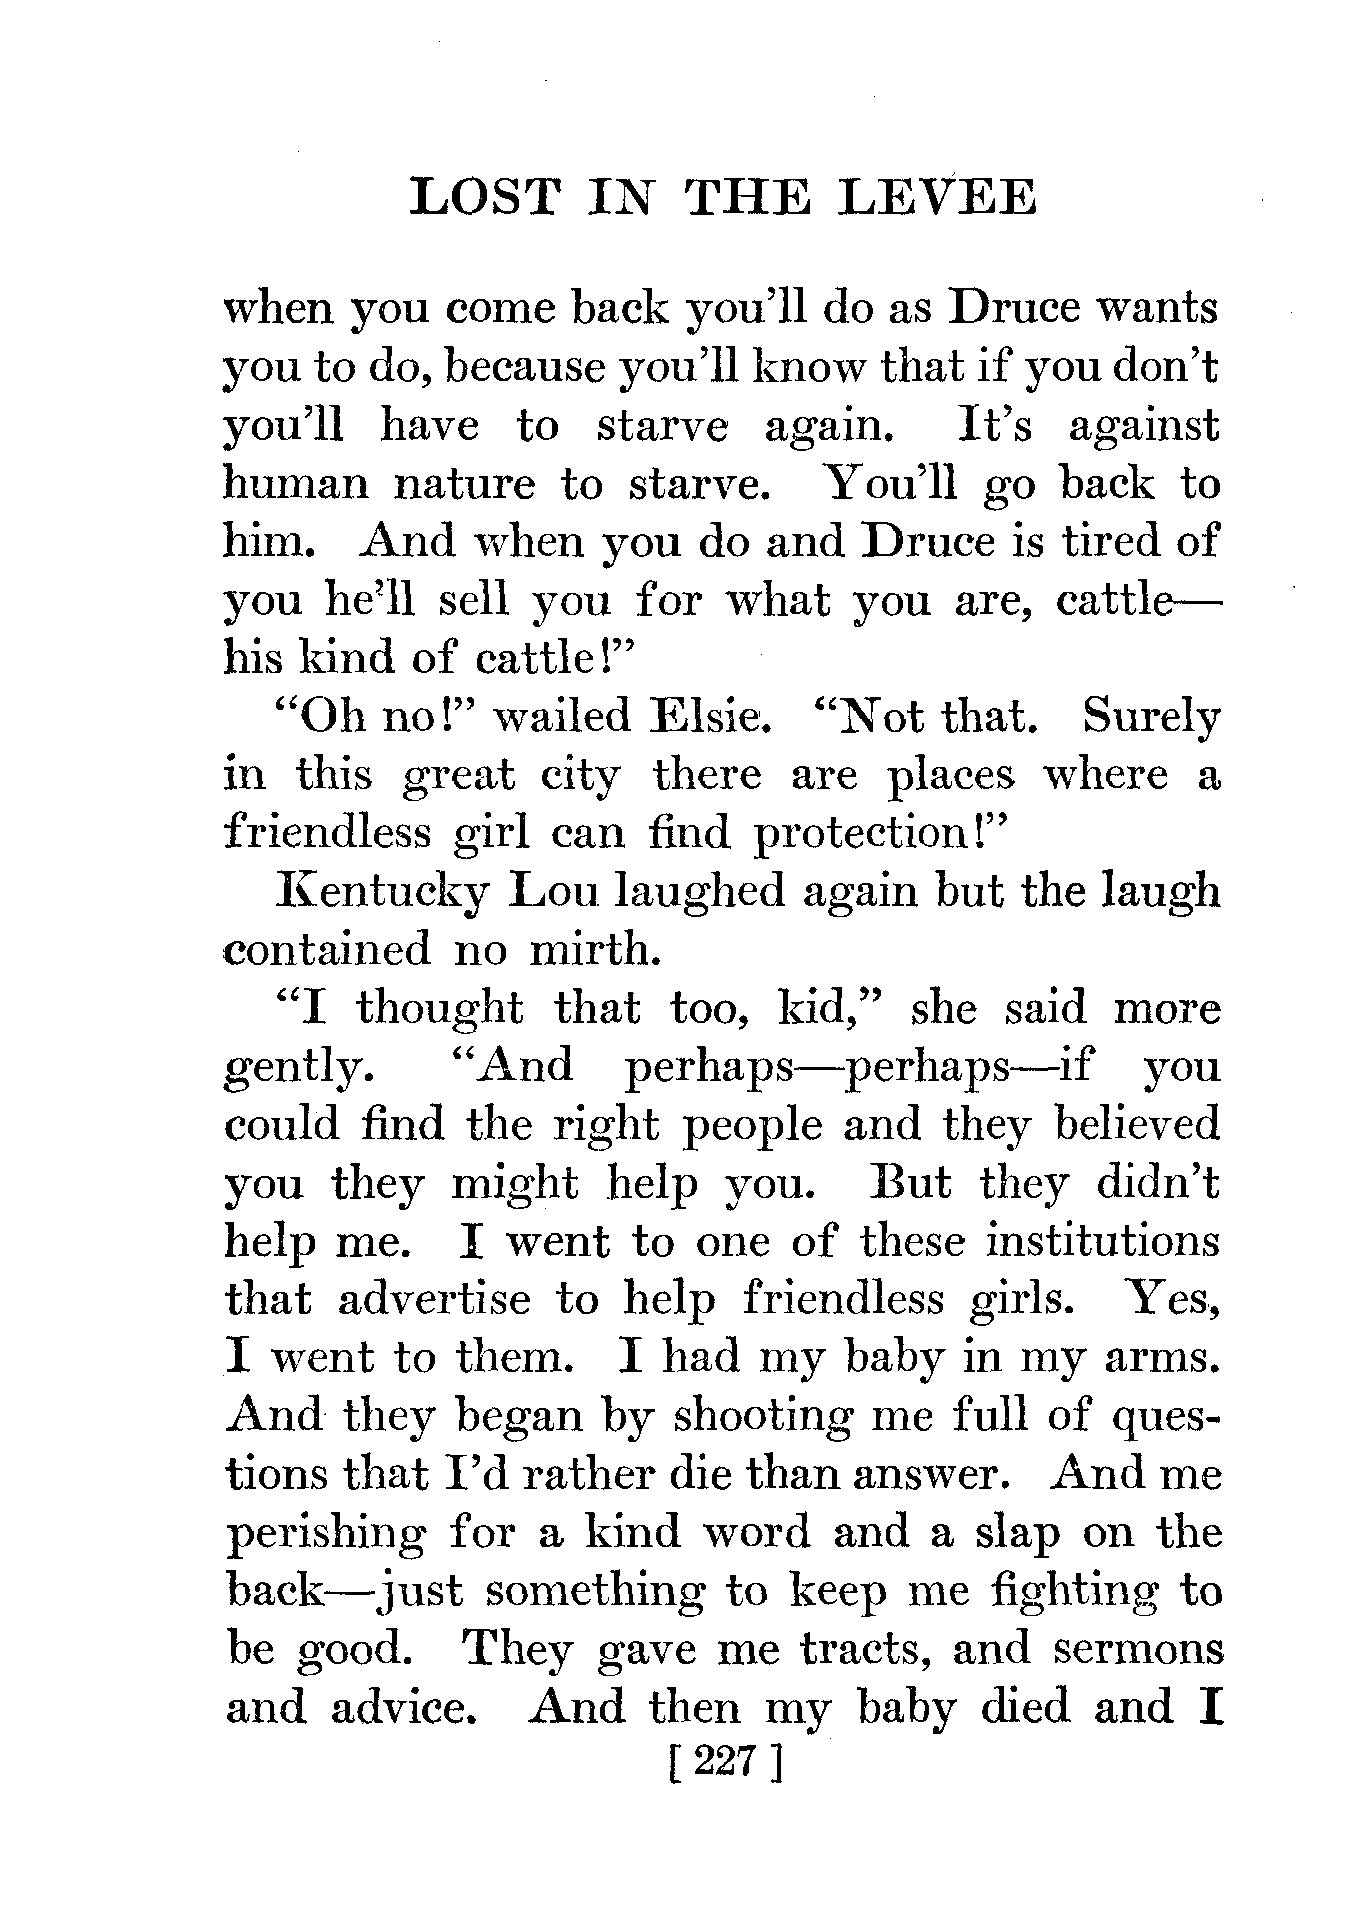 LOST IN THE LEVEE
when you come back you'll do as Druce wants
you to do, because you'll know that if you don't
you'll have to starve again. It's against
human nature to starve. You'll go back to
him. And when you do and Druce is tired of
you he'll sell you for what you are, cattle—
his kind of cattle!”
“Oh no!” wailed Elsie. “Not that. Surely
in this great city there are places where a
friendless girl can find protection!”
Kentucky Lou laughed again but the laugh
contained no mirth.
“I thought that too, kid,” she said more
gently. “And perhaps—perhaps—if you
could find the right people and they believed
you they might help you. But they didn't
help me. I went to one of these institutions
that advertise to help friendless girls. Yes,
I went to them. I had my baby in my arms.
And they began by shooting me full of ques-
tions that I'd rather die than answer. And me
perishing for a kind word and a slap on the
back—just something to keep me fighting to
be good. They gave me tracts, and sermons
and advice. And then my baby died and I
[ 227 ]